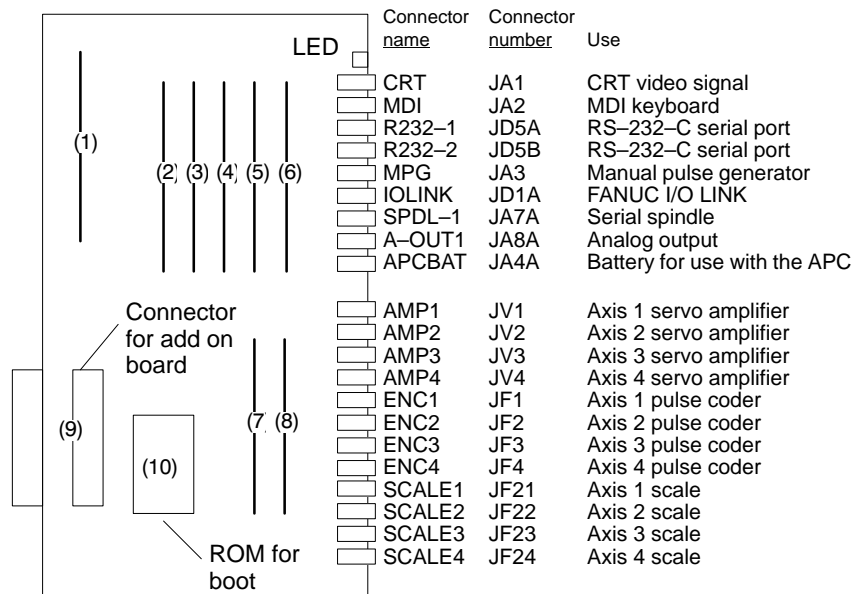 Connector Connector
name number Use
LED
CRT JA1 CRT video signal
MDI JA2 MDI keyboard
R232–1 JD5A RS–232–C serial port
R232–2 JD5B RS–232–C serial port
MPG JA3 Manual pulse generator
IOLINK JD1A FANUC I/O LINK
SPDL–1 JA7A Serial spindle
A–OUT1 JA8A Analog output
APCBAT JA4A Battery for use with the APC
(1)
(2) (3) (4) (5) (6)
Connector
for add on
board
AMP1 JV1 Axis 1 servo amplifier
AMP2 JV2 Axis 2 servo amplifier
AMP3 JV3 Axis 3 servo amplifier
AMP4 JV4 Axis 4 servo amplifier
ENC1 JF1 Axis 1 pulse coder
ENC2 JF2 Axis 2 pulse coder
ENC3 JF3 Axis 3 pulse coder
ENC4 JF4 Axis 4 pulse coder
SCALE1 JF21 Axis 1 scale
SCALE2 JF22 Axis 2 scale
SCALE3 JF23 Axis 3 scale
SCALE4 JF24 Axis 4 scale
(7) (8)
(9)
(10)
ROM for
boot